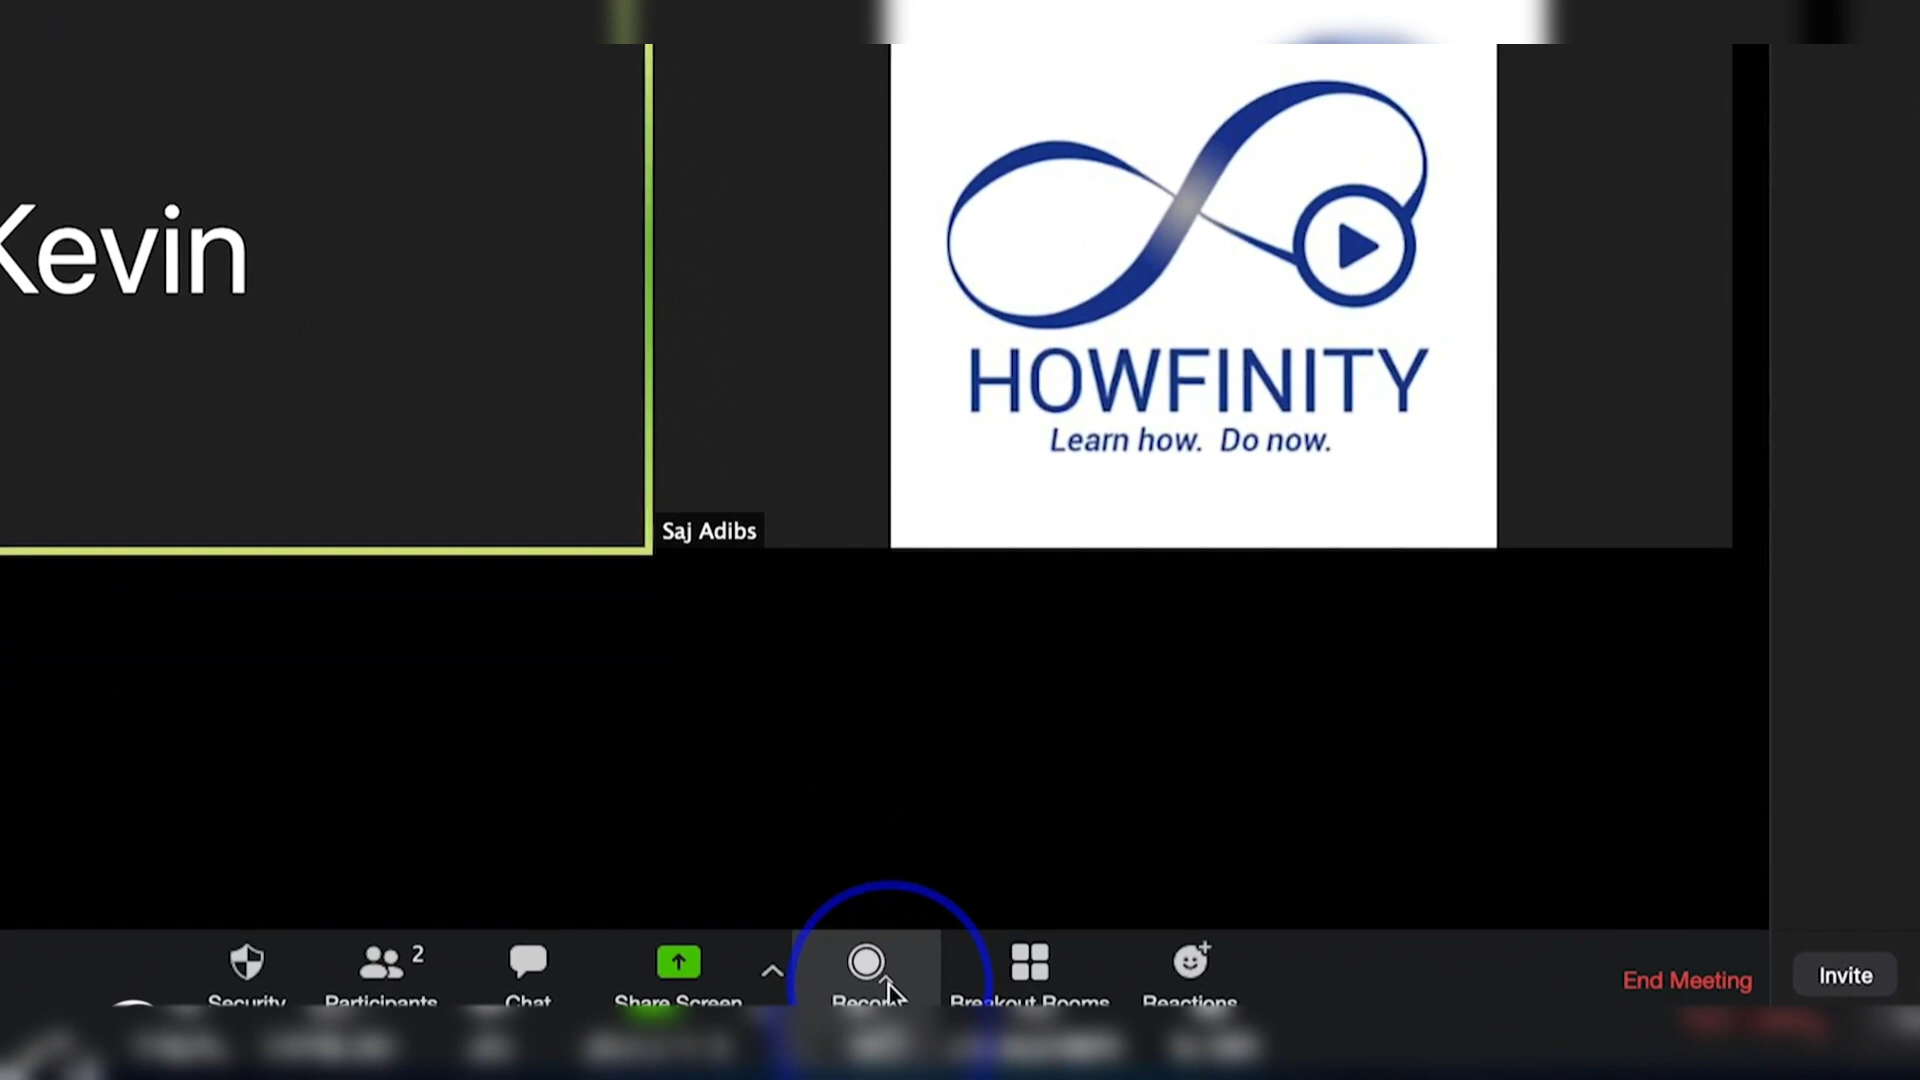 Kevin
HOWFINITY
Learn how. Do now.
Saj Adibs
2
Security
Participants
Chat
Share Screen
Record
Breakout Rooms
Reactions
End Meeting
Invite